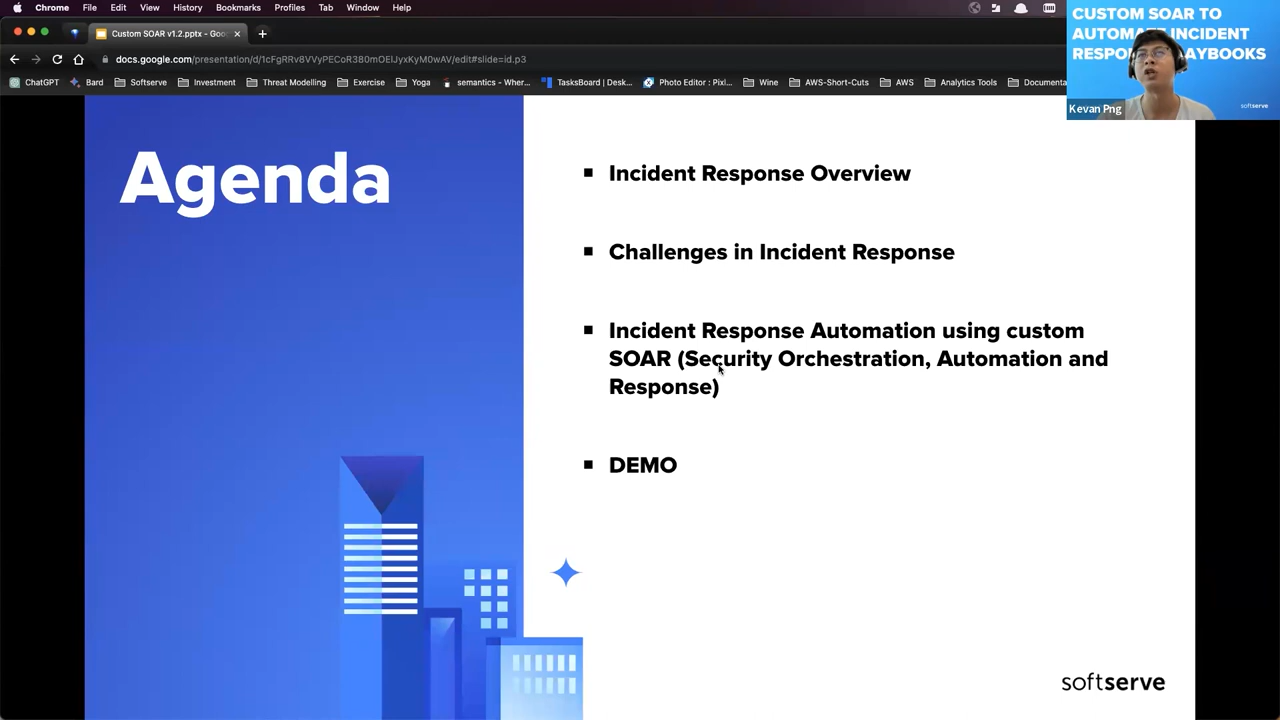 Chrome File Edit View History Bookmarks Profiles Tab Window Help
Custom SOAR v1.2.pptx - Goo
docs.google.com/presentation/d/1cFgRRv8VVyPECoR380mOElJyxKyM0wAV/edit#slide=id.p3
ChatGPT Bard Softserve Investment Threat Modelling Exercise Yoga semantics - Wher... TasksBoard | Desk... Photo Editor : Pixl... Wine AWS-Short-Cuts AWS Analytics Tools Documenta
CUSTOM SOAR TO
INCIDENT
Kevan Png
softserve
Agenda
▪ Incident Response Overview
▪ Challenges in Incident Response
▪ Incident Response Automation using custom
SOAR (Security Orchestration, Automation and
Response)
▪ DEMO
softserve